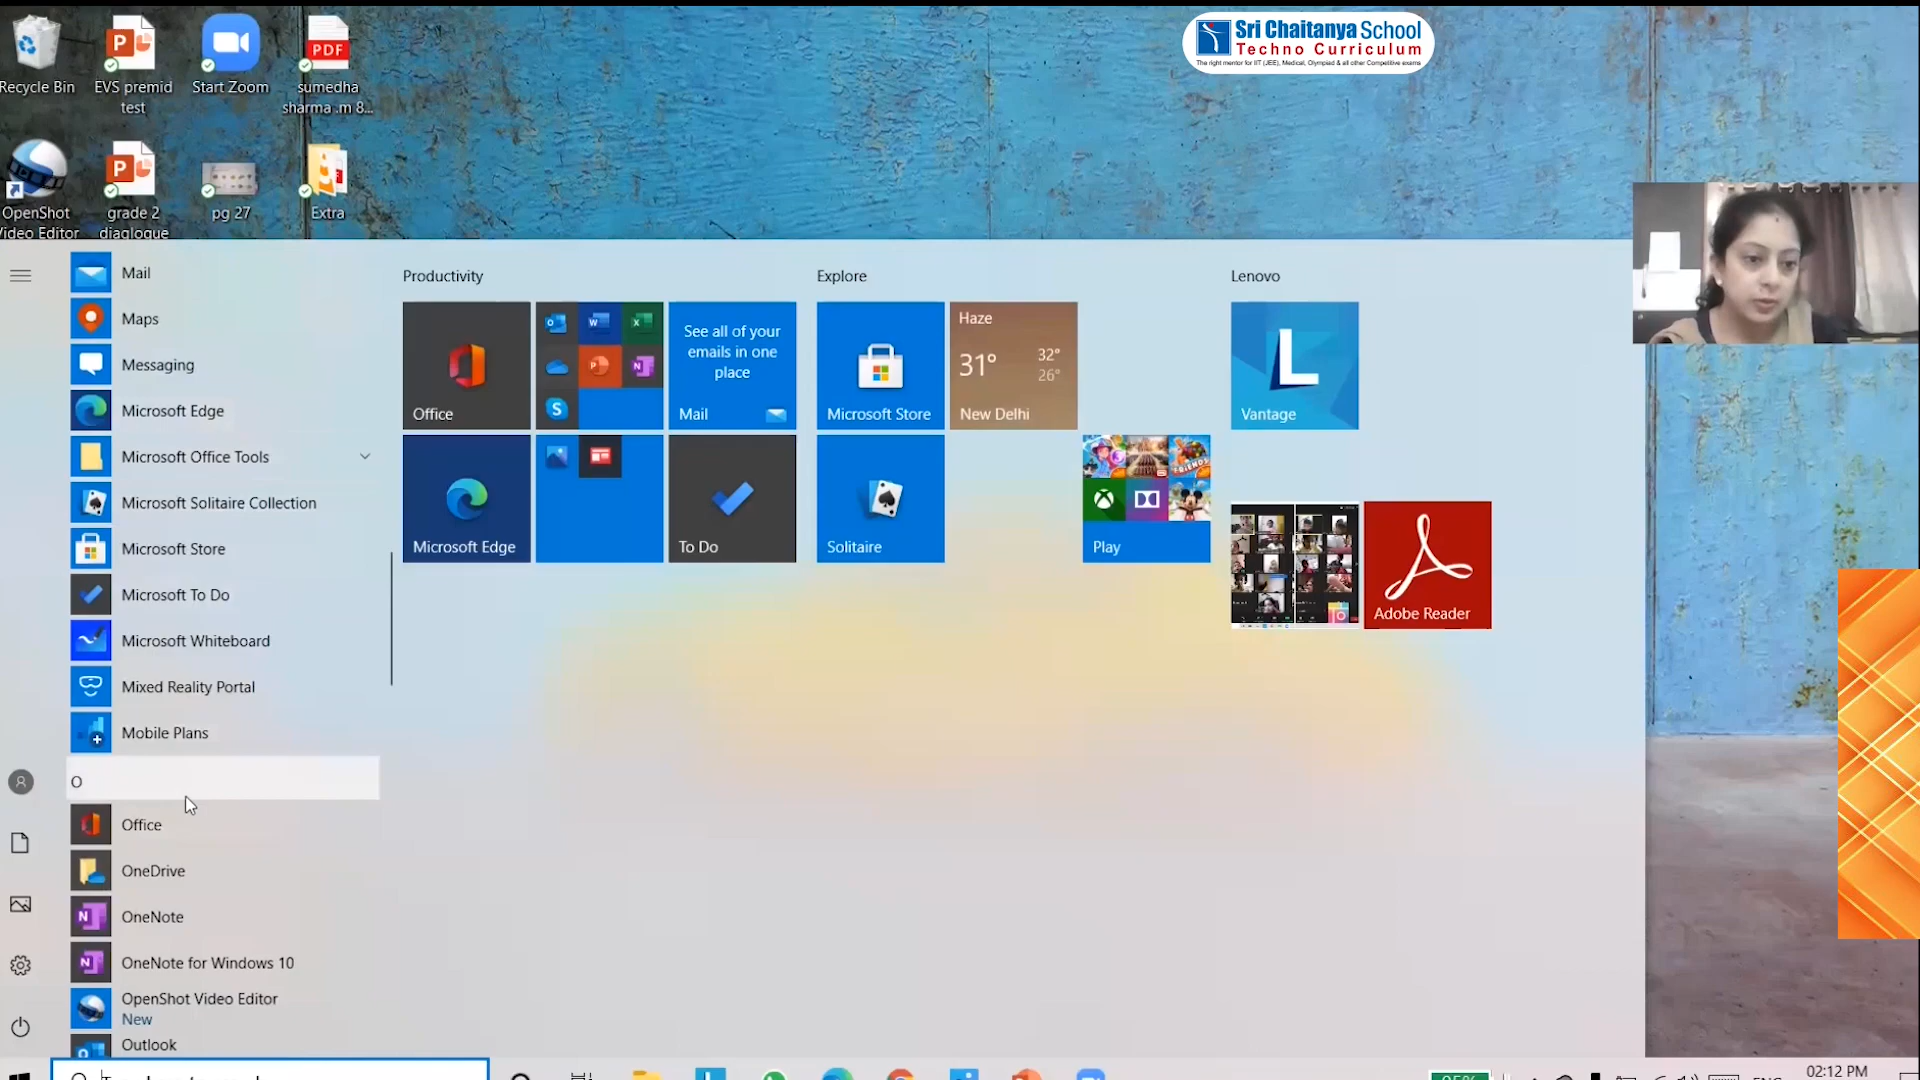 Sri Chaitanya School
Techno Curriculum
The right mentor for IIT (JEE), Medical, Olympiad & all other Competitive exams
Recycle Bin
EVS premid
test
Start Zoom
PDF
sumedha
sharma .m 8...
OpenShot
Video Editor
grade 2
diaglogue
pg 27
Extra
Mail
Maps
Messaging
Microsoft Edge
Microsoft Office Tools
Microsoft Solitaire Collection
Microsoft Store
Microsoft To Do
Microsoft Whiteboard
Mixed Reality Portal
Mobile Plans
O
Office
OneDrive
OneNote
OneNote for Windows 10
OpenShot Video Editor
New
Outlook
Productivity
Office
See all of your
emails in one
place
Mail
Microsoft Edge
To Do
Explore
Microsoft Store
Haze
31°
32°
26°
New Delhi
Solitaire
FRIENDS
Play
Lenovo
Vantage
Adobe Reader
02:12 PM